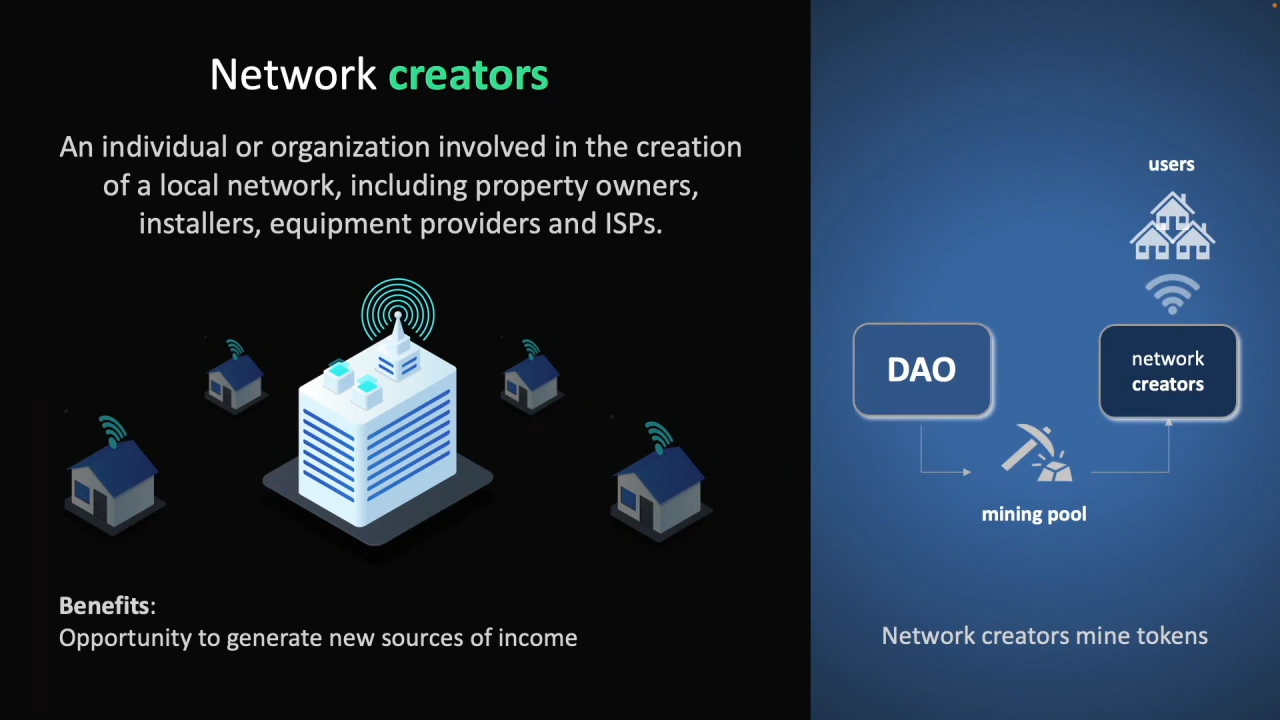 Network creators
An individual or organization involved in the creation
of a local network, including property owners,
installers, equipment providers and ISPs.
Benefits:
Opportunity to generate new sources of income
users
DAO
network
creators
mining pool
Network creators mine tokens